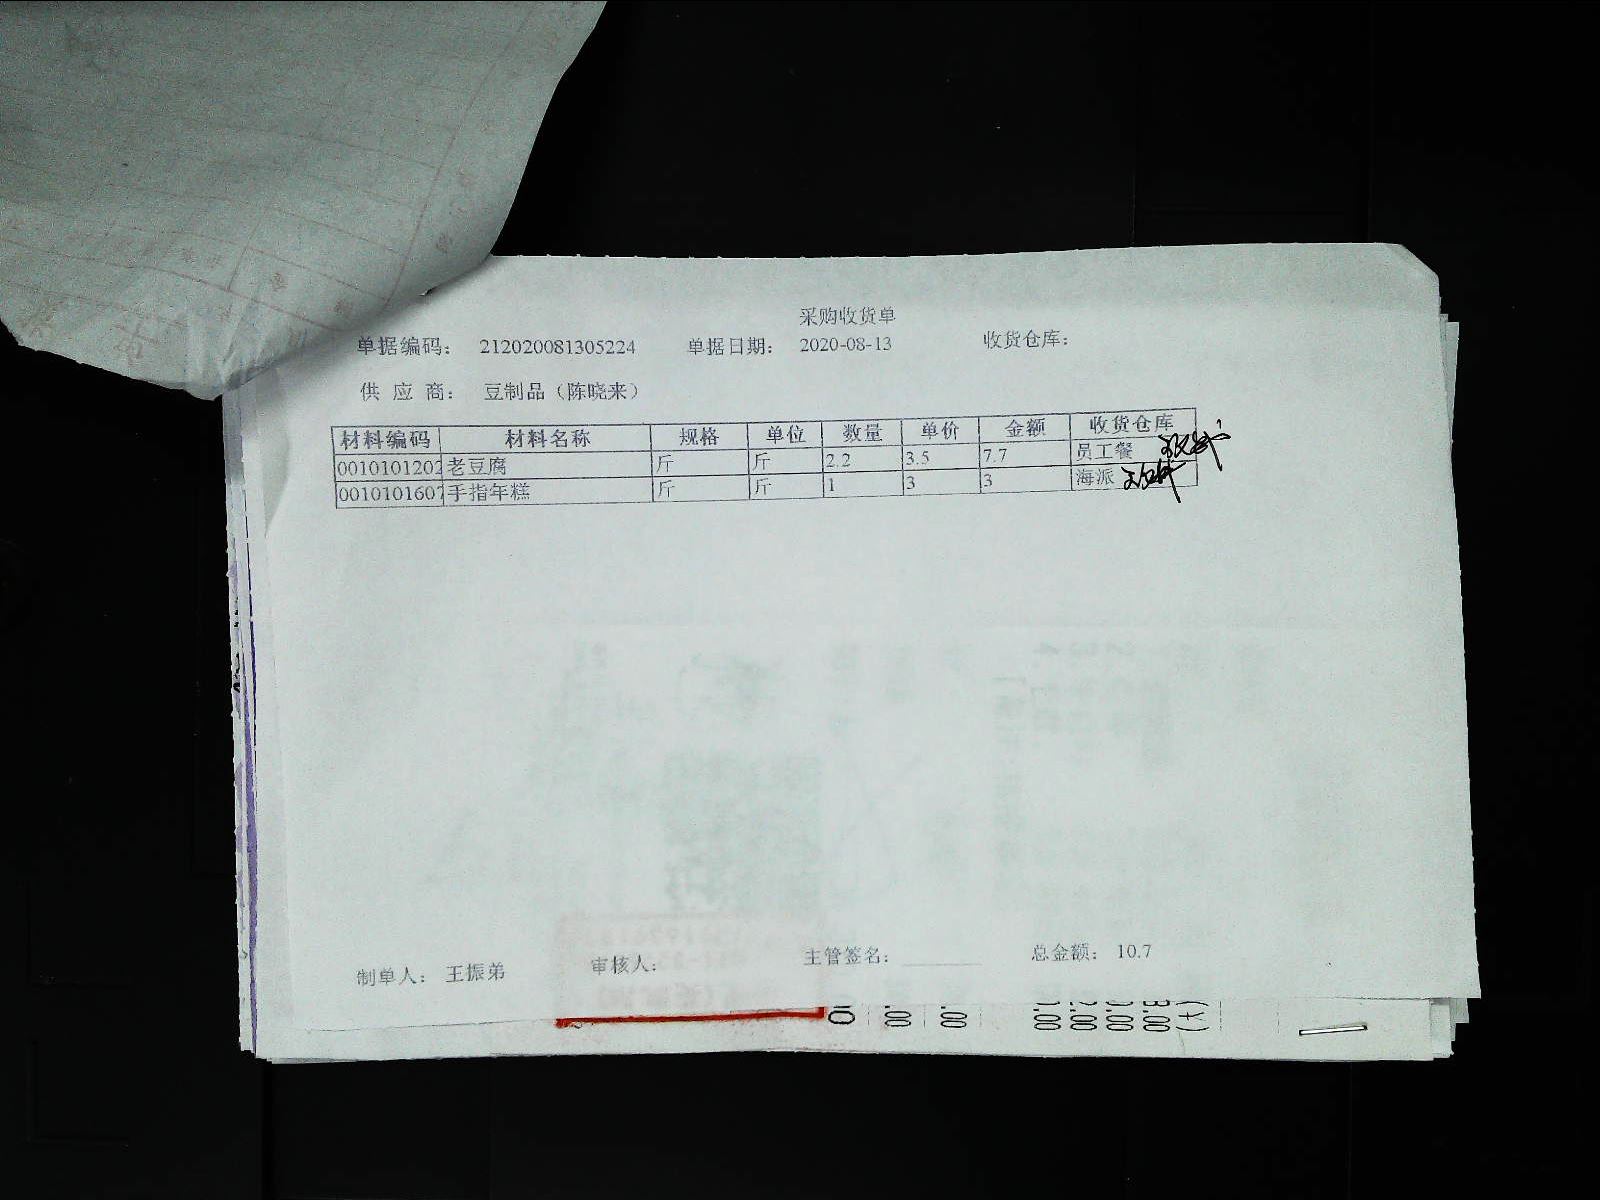 采购收货单
单据编码： 212020081305224 单据日期： 2020-08-13 收货仓库：
供 应 商： 豆制品（陈晓来）
材料编码 材料名称 规格 单位 数量 单价 金额 收货仓库
0010101202 老豆腐 斤 斤 2.2 3.5 7.7 员工餐
0010101607 手指年糕 斤 斤 1 3 3 海派
制单人： 王振弟 审核人： 主管签名： 总金额： 10.7